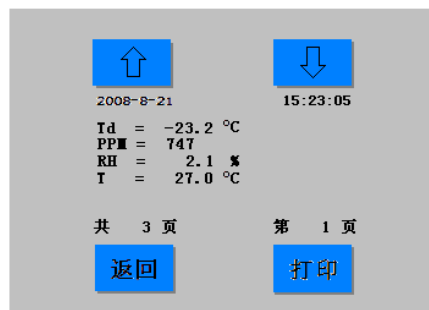 2008-8-21 15:23:05
Td = -23.2 °C
PPM = 747
RH = 2.1 %
T = 27.0 °C
共 3 页 第 1 页
返回 打印